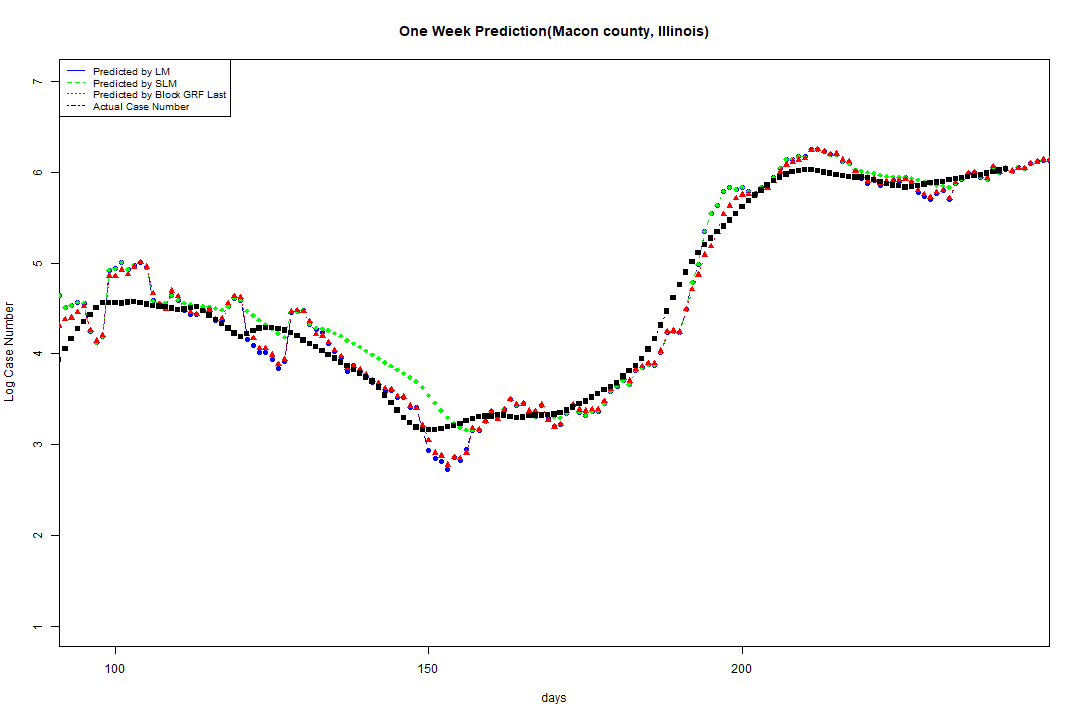 One Week Prediction(Macon county, Illinois)
Predicted by LM
Predicted by SLM
Predicted by Block GRF Last
Actual Case Number
7
6
5
4
3
2
1
Log Case Number
100
150
200
days